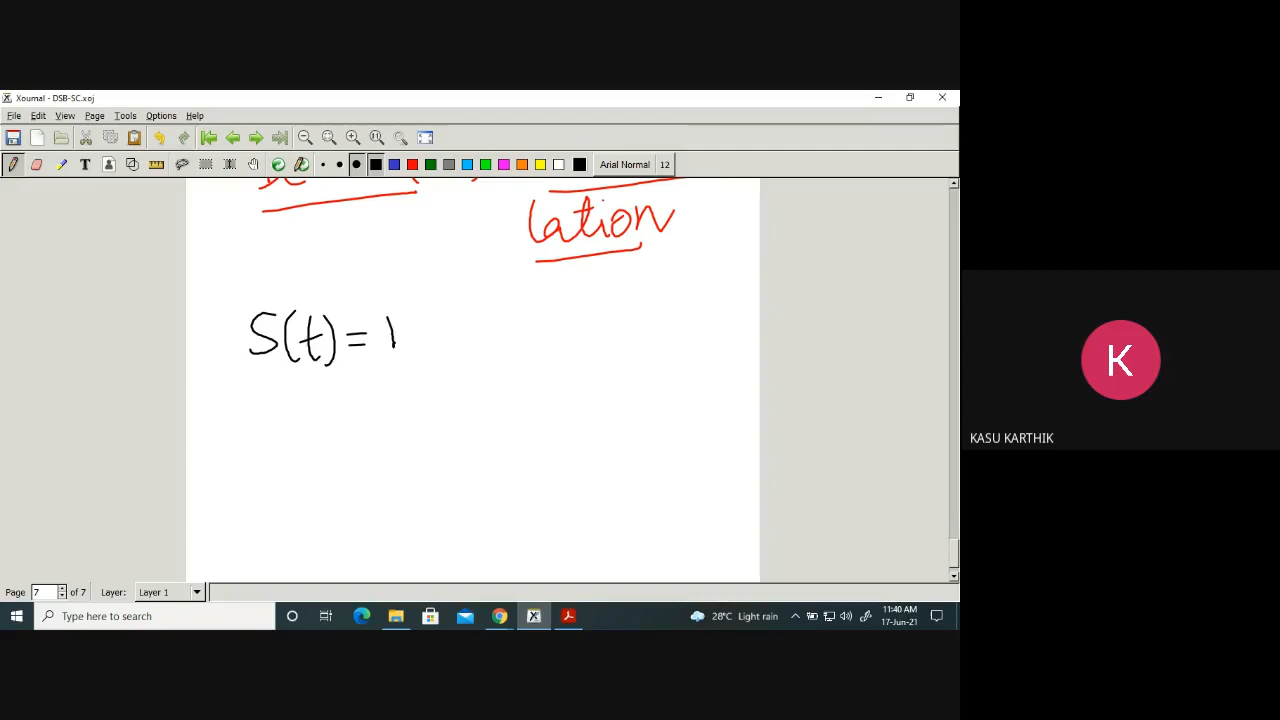 Xournal - DSB-SC.xoj
File Edit View Page Tools Options Help
T Arial Normal 12
lation
S(t) = 1
K
KASU KARTHIK
Page 7 of 7 Layer: Layer 1
Type here to search
28°C Light rain
11:40 AM
17-Jun-21